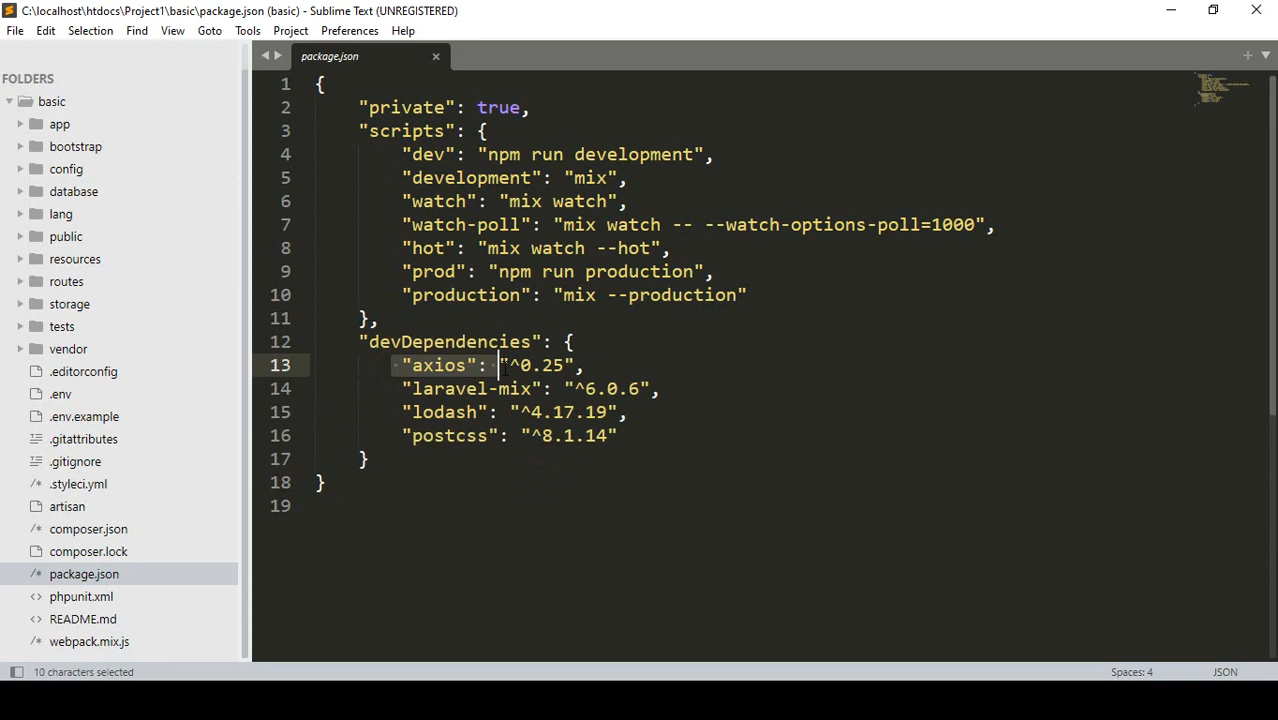 C:\localhost\htdocs\Project1\basic\package.json (basic) - Sublime Text (UNREGISTERED)
File Edit Selection Find View Goto Tools Project Preferences Help
FOLDERS
basic
app
bootstrap
config
database
lang
public
resources
routes
storage
tests
vendor
.editorconfig
.env
.env.example
.gitattributes
.gitignore
.styleci.yml
artisan
composer.json
composer.lock
package.json
phpunit.xml
README.md
webpack.mix.js
package.json
1 {
2 "private": true,
3 "scripts": {
4 "dev": "npm run development",
5 "development": "mix",
6 "watch": "mix watch",
7 "watch-poll": "mix watch -- --watch-options-poll=1000",
8 "hot": "mix watch --hot",
9 "prod": "npm run production",
10 "production": "mix --production"
11 },
12 "devDependencies": {
13 "axios": "^0.25",
14 "laravel-mix": "^6.0.6",
15 "lodash": "^4.17.19",
16 "postcss": "^8.1.14"
17 }
18 }
19
10 characters selected
Spaces: 4
JSON